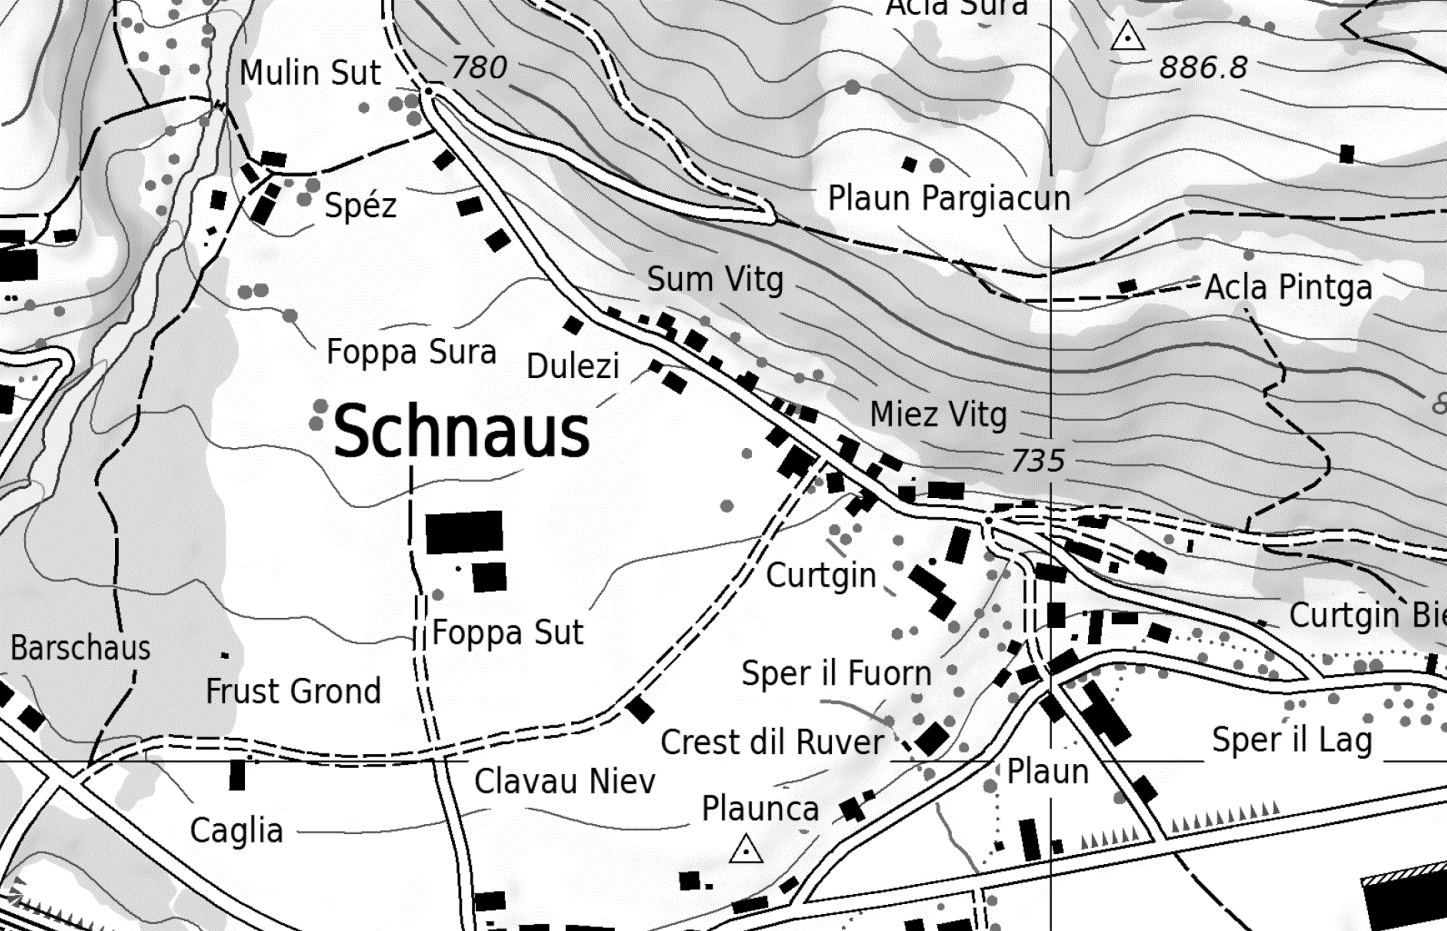 Acla Sura
Mulin Sut
780
886.8
Spéz
Plaun Pargiacun
Sum Vitg
Acla Pintga
Foppa Sura
Dulezi
Schnaus
Miez Vitg
8
735
Curtgin
Foppa Sut
Curtgin Bie
Barschaus
Frust Grond
Sper il Fuorn
Crest dil Ruver
Sper il Lag
Clavau Niev
Plaun
Plaunca
Caglia